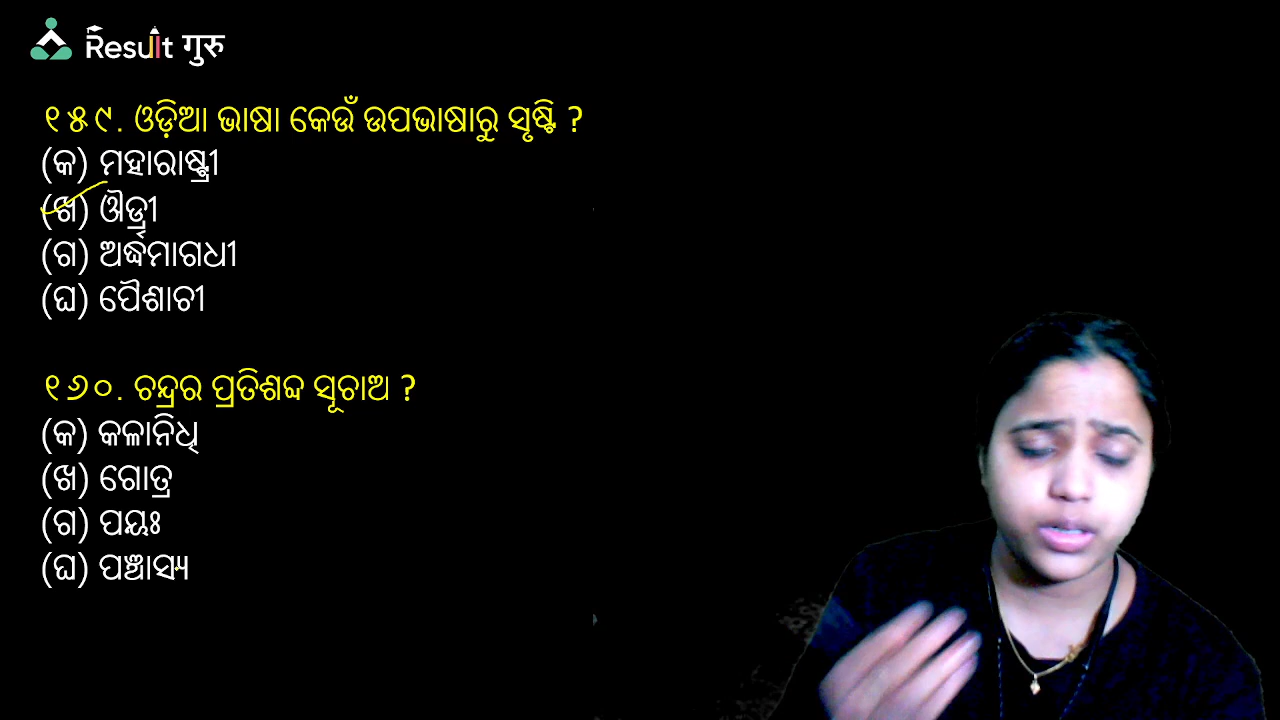 Result गुरु
୧୫୯. ଓଡ଼ିଆ ଭାଷା କେଉଁ ଉପଭାଷାରୁ ସୃଷ୍ଟି ?
(କ) ମହାରାଷ୍ଟ୍ରୀ
(ଖ) ଔଡ୍ରୀ
(ଗ) ଅର୍ଦ୍ଧମାଗଧୀ
(ଘ) ପୈଶାଚୀ
୧୬୦. ଚନ୍ଦ୍ରର ପ୍ରତିଶବ୍ଦ ସୂଚାଅ ?
(କ) କଳାନିଧି
(ଖ) ଗୋତ୍ର
(ଗ) ପୟଃ
(ଘ) ପଞ୍ଚାସ୍ୟ